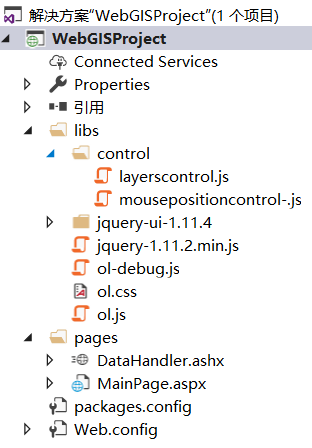 解决方案“WebGISProject”(1 个项目)
WebGISProject
Connected Services
Properties
引用
libs
control
layerscontrol.js
mousepositioncontrol-.js
jquery-ui-1.11.4
jquery-1.11.2.min.js
ol-debug.js
ol.css
ol.js
pages
DataHandler.ashx
MainPage.aspx
packages.config
Web.config